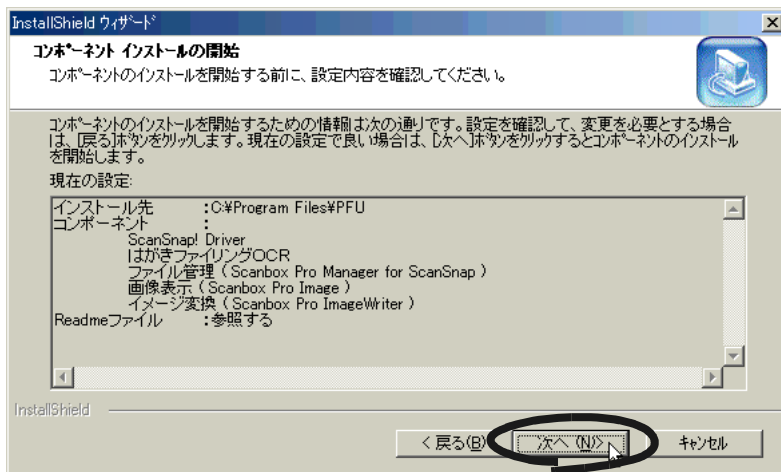 InstallShield ウィザード
コンポーネント インストールの開始
コンポーネントのインストールを開始する前に、設定内容を確認してください。
コンポーネントのインストールを開始するための情報は次の通りです。設定を確認して、変更を必要とする場合
は、[戻る]ボタンをクリックします。現在の設定で良い場合は、[次へ]ボタンをクリックするとコンポーネントのインストール
を開始します。
現在の設定:
インストール先 :C:¥Program Files¥PFU
コンポーネント :
ScanSnap! Driver
はがきファイリングOCR
ファイル管理 ( Scanbox Pro Manager for ScanSnap )
画像表示 ( Scanbox Pro Image )
イメージ変換 ( Scanbox Pro ImageWriter )
Readmeファイル :参照する
InstallShield
< 戻る(B) 次へ (N)> キャンセル